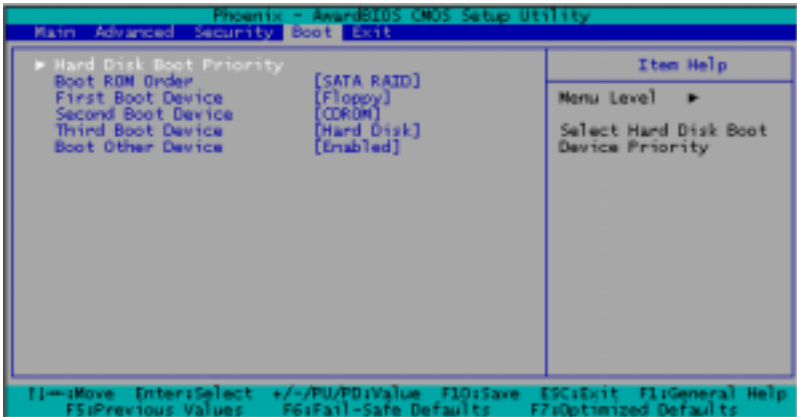 Phoenix - AwardBIOS CMOS Setup Utility
Main Advanced Security Boot Exit
▶ Hard Disk Boot Priority
Boot ROM Order [SATA RAID]
First Boot Device [Floppy]
Second Boot Device [CDROM]
Third Boot Device [Hard Disk]
Boot Other Device [Enabled]
Item Help
Menu Level ▶
Select Hard Disk Boot
Device Priority
↑↓→←:Move Enter:Select +/-/PU/PD:Value F10:Save ESC:Exit F1:General Help
F5:Previous Values F6:Fail-Safe Defaults F7:Optimized Defaults